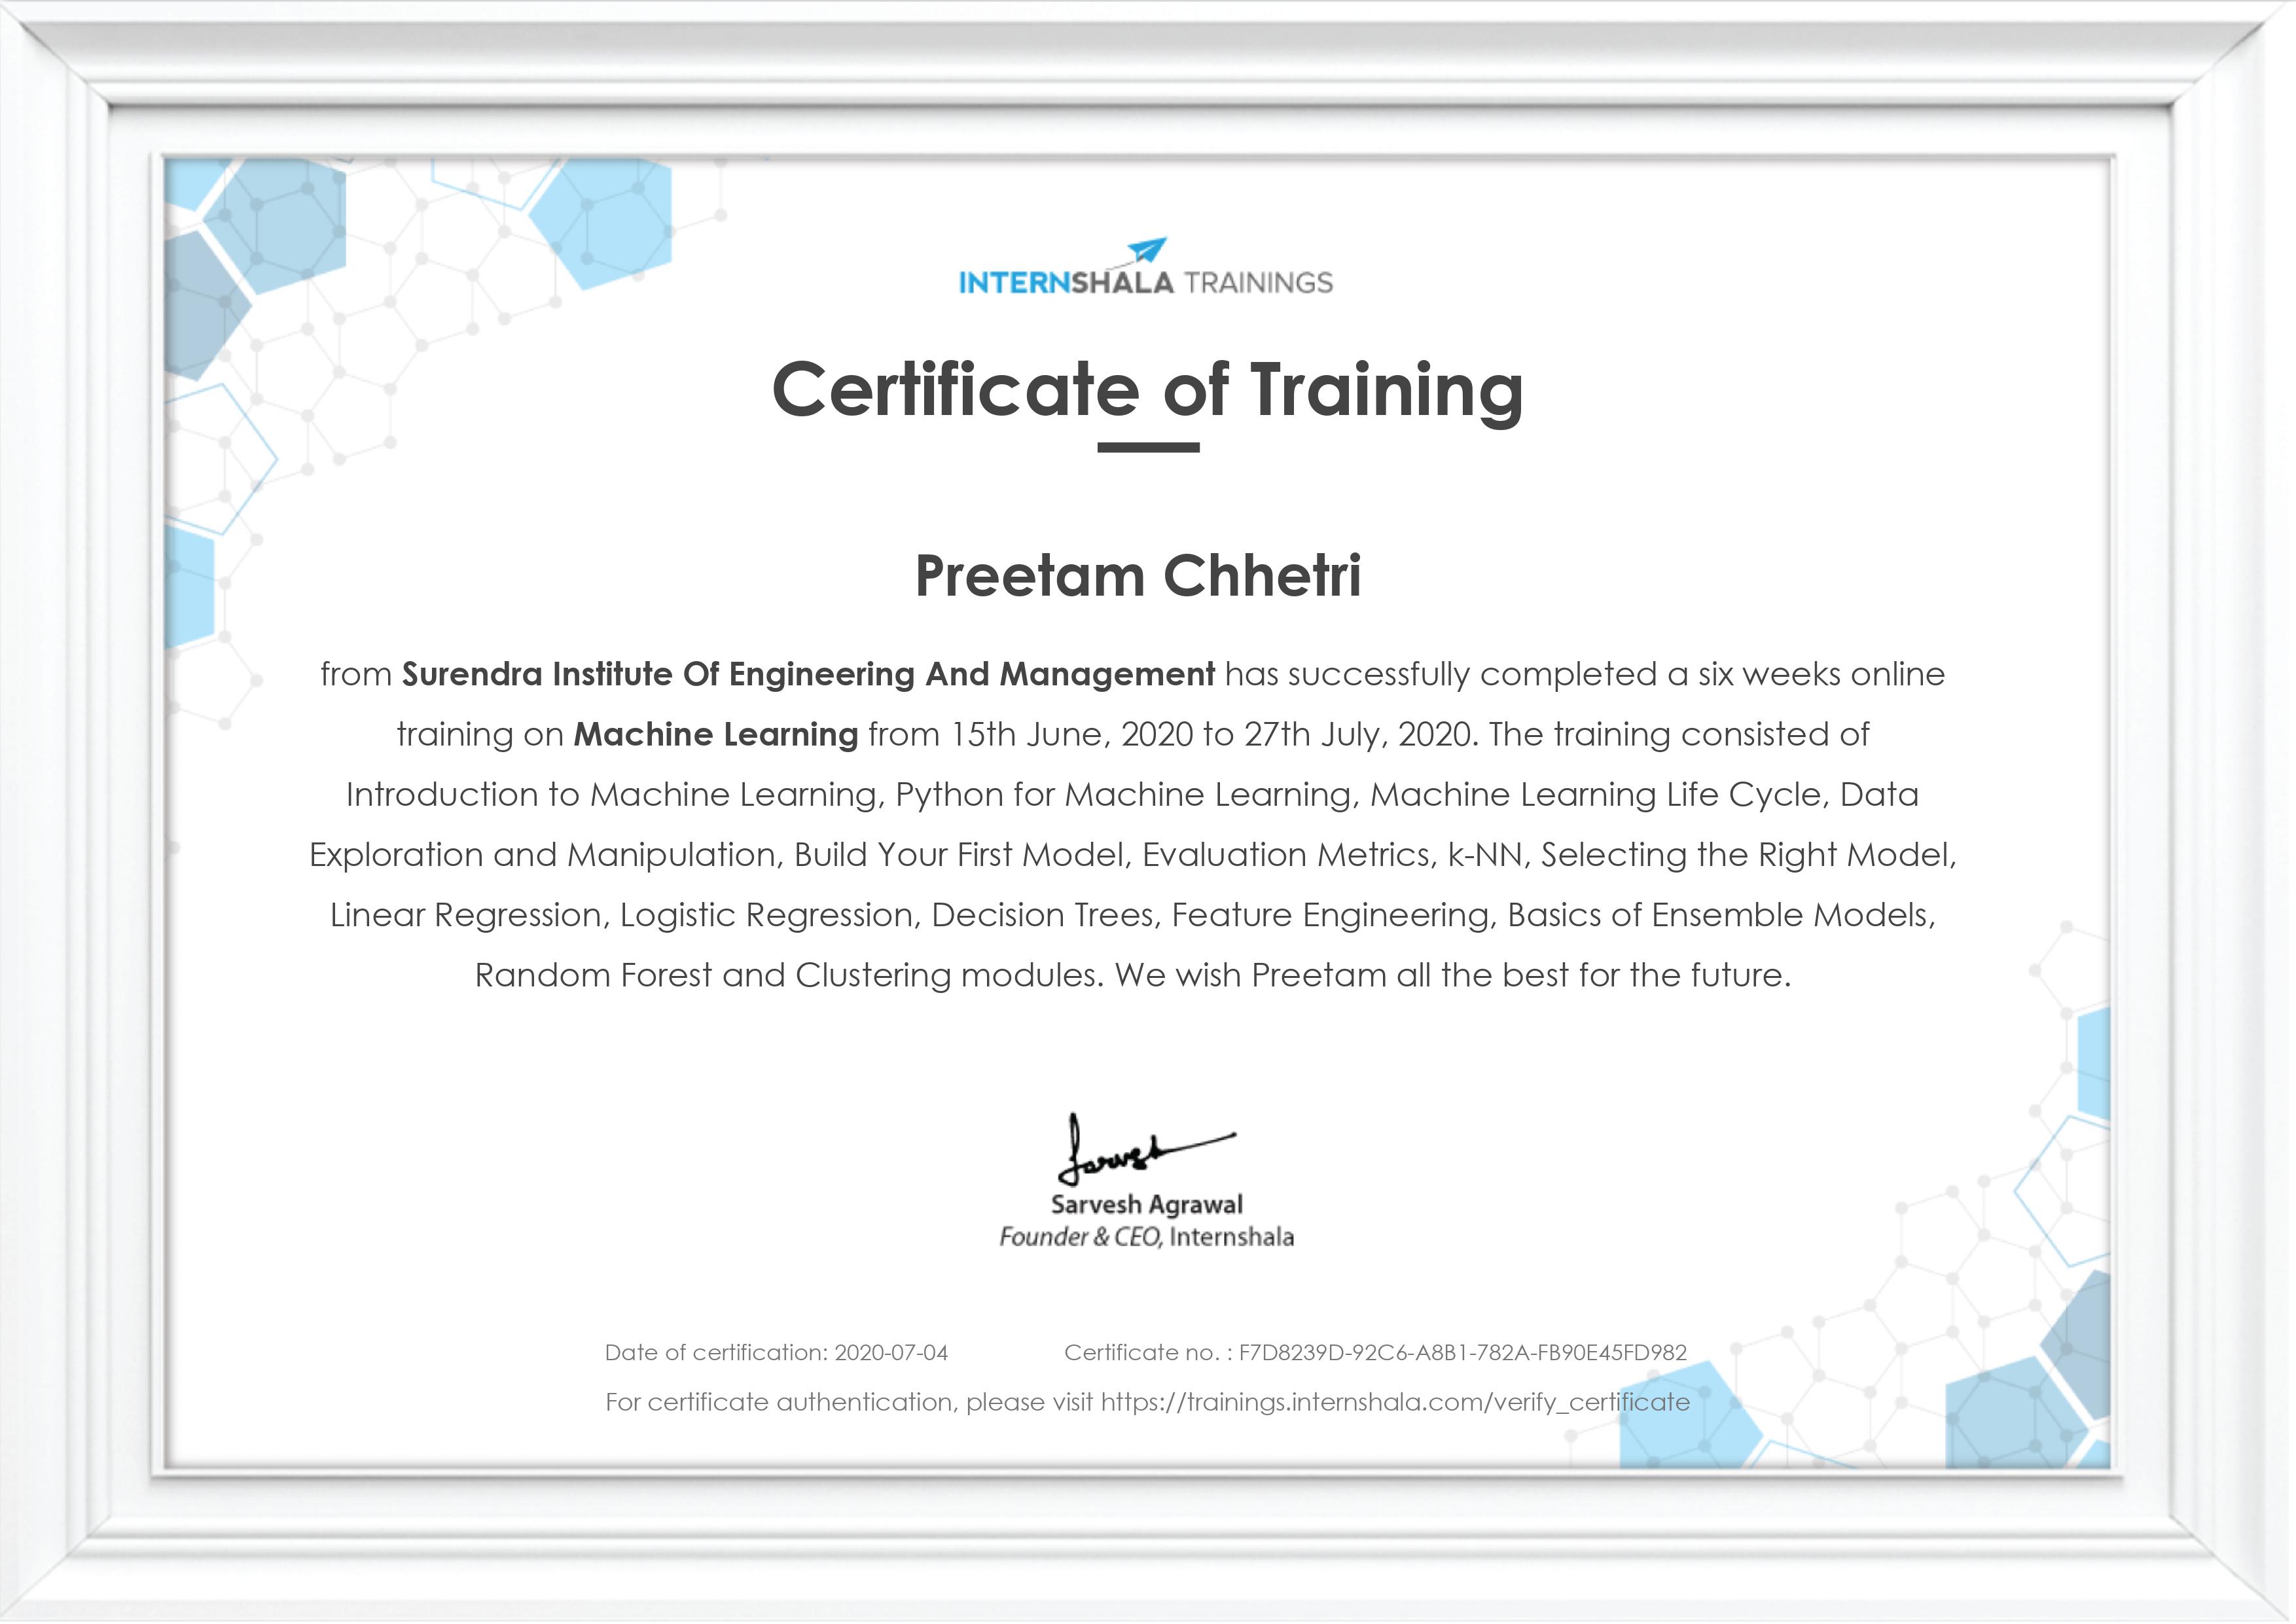 INTERNSHALA TRAININGS
Certificate of Training
Preetam Chhetri
from Surendra Institute Of Engineering And Management has successfully completed a six weeks online
training on Machine Learning from 15th June, 2020 to 27th July, 2020. The training consisted of
Introduction to Machine Learning, Python for Machine Learning, Machine Learning Life Cycle, Data
Exploration and Manipulation, Build Your First Model, Evaluation Metrics, k-NN, Selecting the Right Model,
Linear Regression, Logistic Regression, Decision Trees, Feature Engineering, Basics of Ensemble Models,
Random Forest and Clustering modules. We wish Preetam all the best for the future.
Sarvesh
Sarvesh Agrawal
Founder & CEO, Internshala
Date of certification: 2020-07-04 Certificate no. : F7D8239D-92C6-A8B1-782A-FB90E45FD982
For certificate authentication, please visit https://trainings.internshala.com/verify_certificate